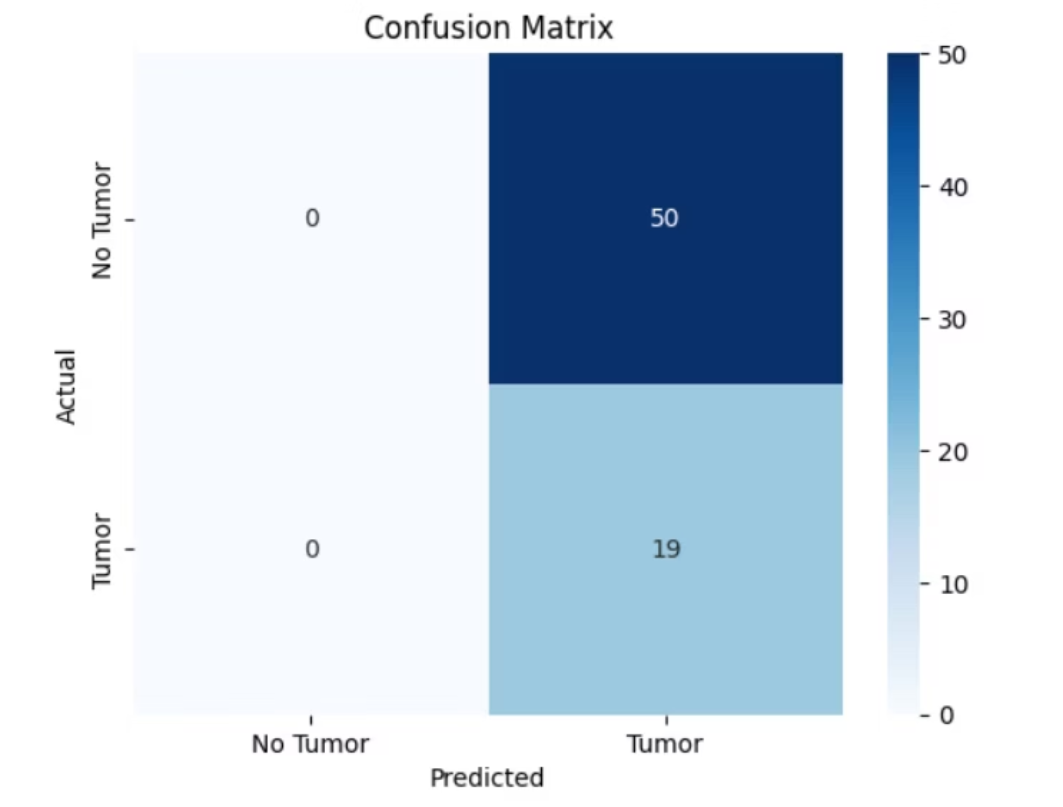 Confusion Matrix
50
40
30
20
10
0
Actual
No Tumor
0
50
Tumor
0
19
No Tumor
Tumor
Predicted